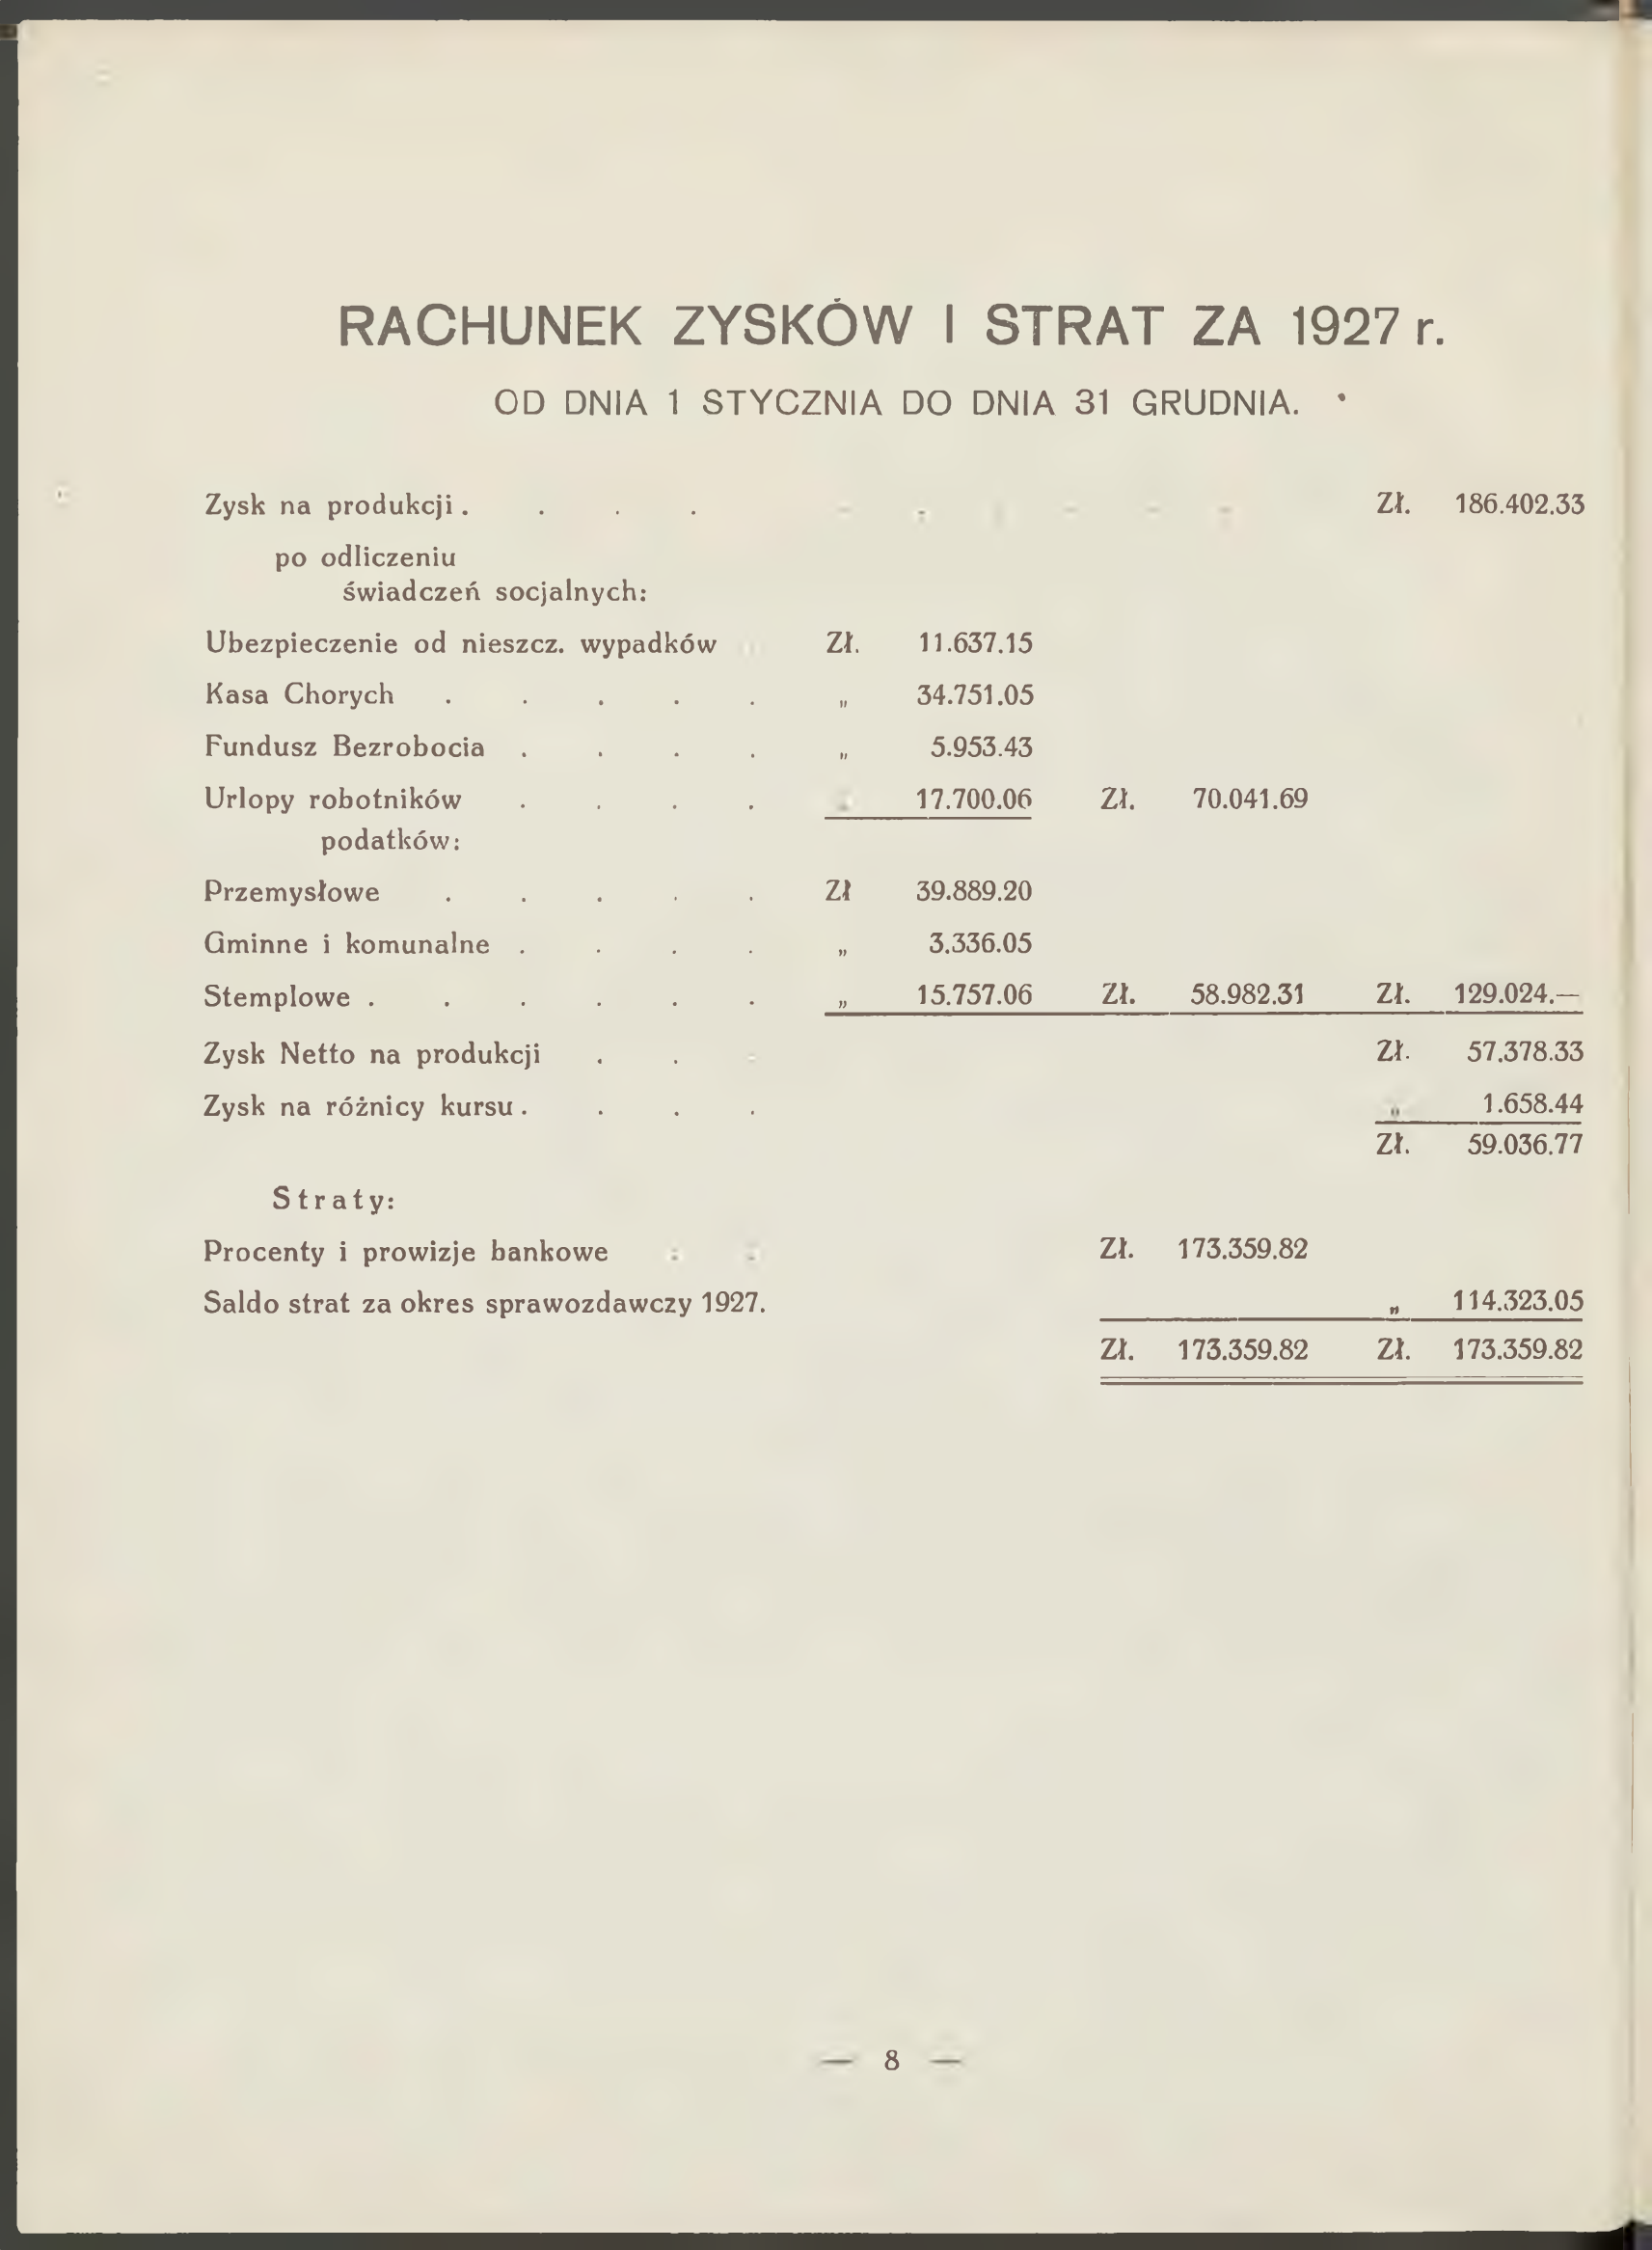 RACHUNEK ZYSKÓW I STRAT ZA 1927 r.
OD DNIA 1 STYCZNIA DO DNIA 31 GRUDNIA.
Zysk na produkcji . . . . Zł. 186.402.33
po odliczeniu
świadczeń socjalnych:
Ubezpieczenie od nieszcz. wypadków Zł. 11.637.15
Kasa Chorych . . . . . „ 34.751.05
Fundusz Bezrobocia . . . . „ 5.953.43
Urlopy robotników . . . . 17.700.06 Zł. 70.041.69
podatków:
Przemysłowe . . . . . Zł 39.889.20
Gminne i komunalne . . . . „ 3.336.05
Stemplowe . . . . . . „ 15.757.06 Zł. 58.982.31 Zł. 129.024.—
Zysk Netto na produkcji . . . Zł. 57.378.33
Zysk na różnicy kursu . . . . „ 1.658.44
Zł. 59.036.77
Straty:
Procenty i prowizje bankowe . . Zł. 173.359.82
Saldo strat za okres sprawozdawczy 1927. „ 114.323.05
Zł. 173.359.82 Zł. 173.359.82
— 8 —